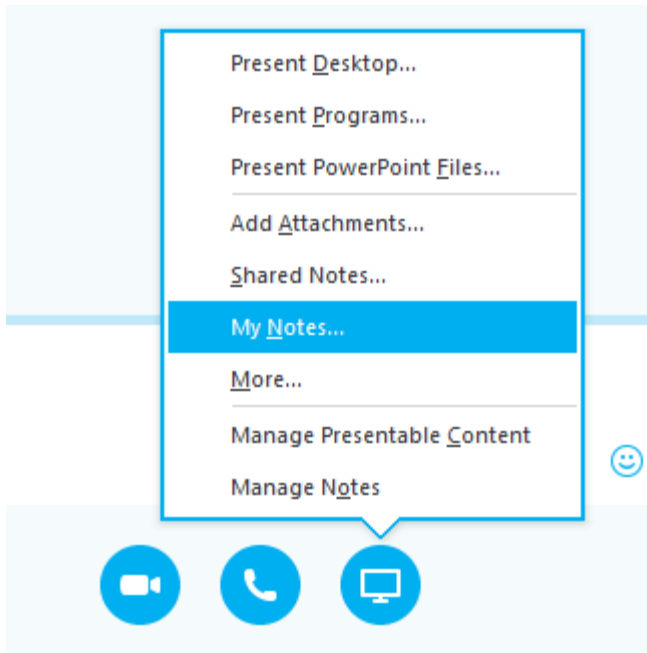 Present Desktop...
Present Programs...
Present PowerPoint Files...
Add Attachments...
Shared Notes...
My Notes...
More...
Manage Presentable Content
Manage Notes